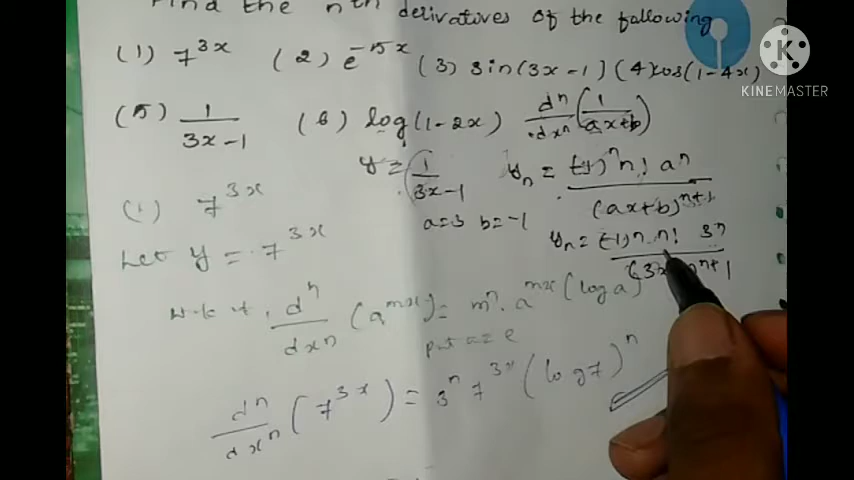 Find the nth derivatives of the following
(1) 7^{3x} (2) e^{-5x} (3) sin(3x-1) (4) cos(1-4x)
KINEMASTER
(5) 1/(3x-1) (6) log(1-2x) d^n/dx^n (1/(ax+b))
y = 1/(3x-1) y_n = (-1)^n n! a^n / (ax+b)^{n+1}
(1) 7^{3x} a=3 b=-1
Let y = 7^{3x} y_n = (-1)^n n! 3^n / (3x n+1
w.k.t, d^n/dx^n (a^{mx}) = m^n. a^{mx} (log a)
put a = e
d^n/dx^n (7^{3x}) = 3^n 7^{3x} (log 7)^n